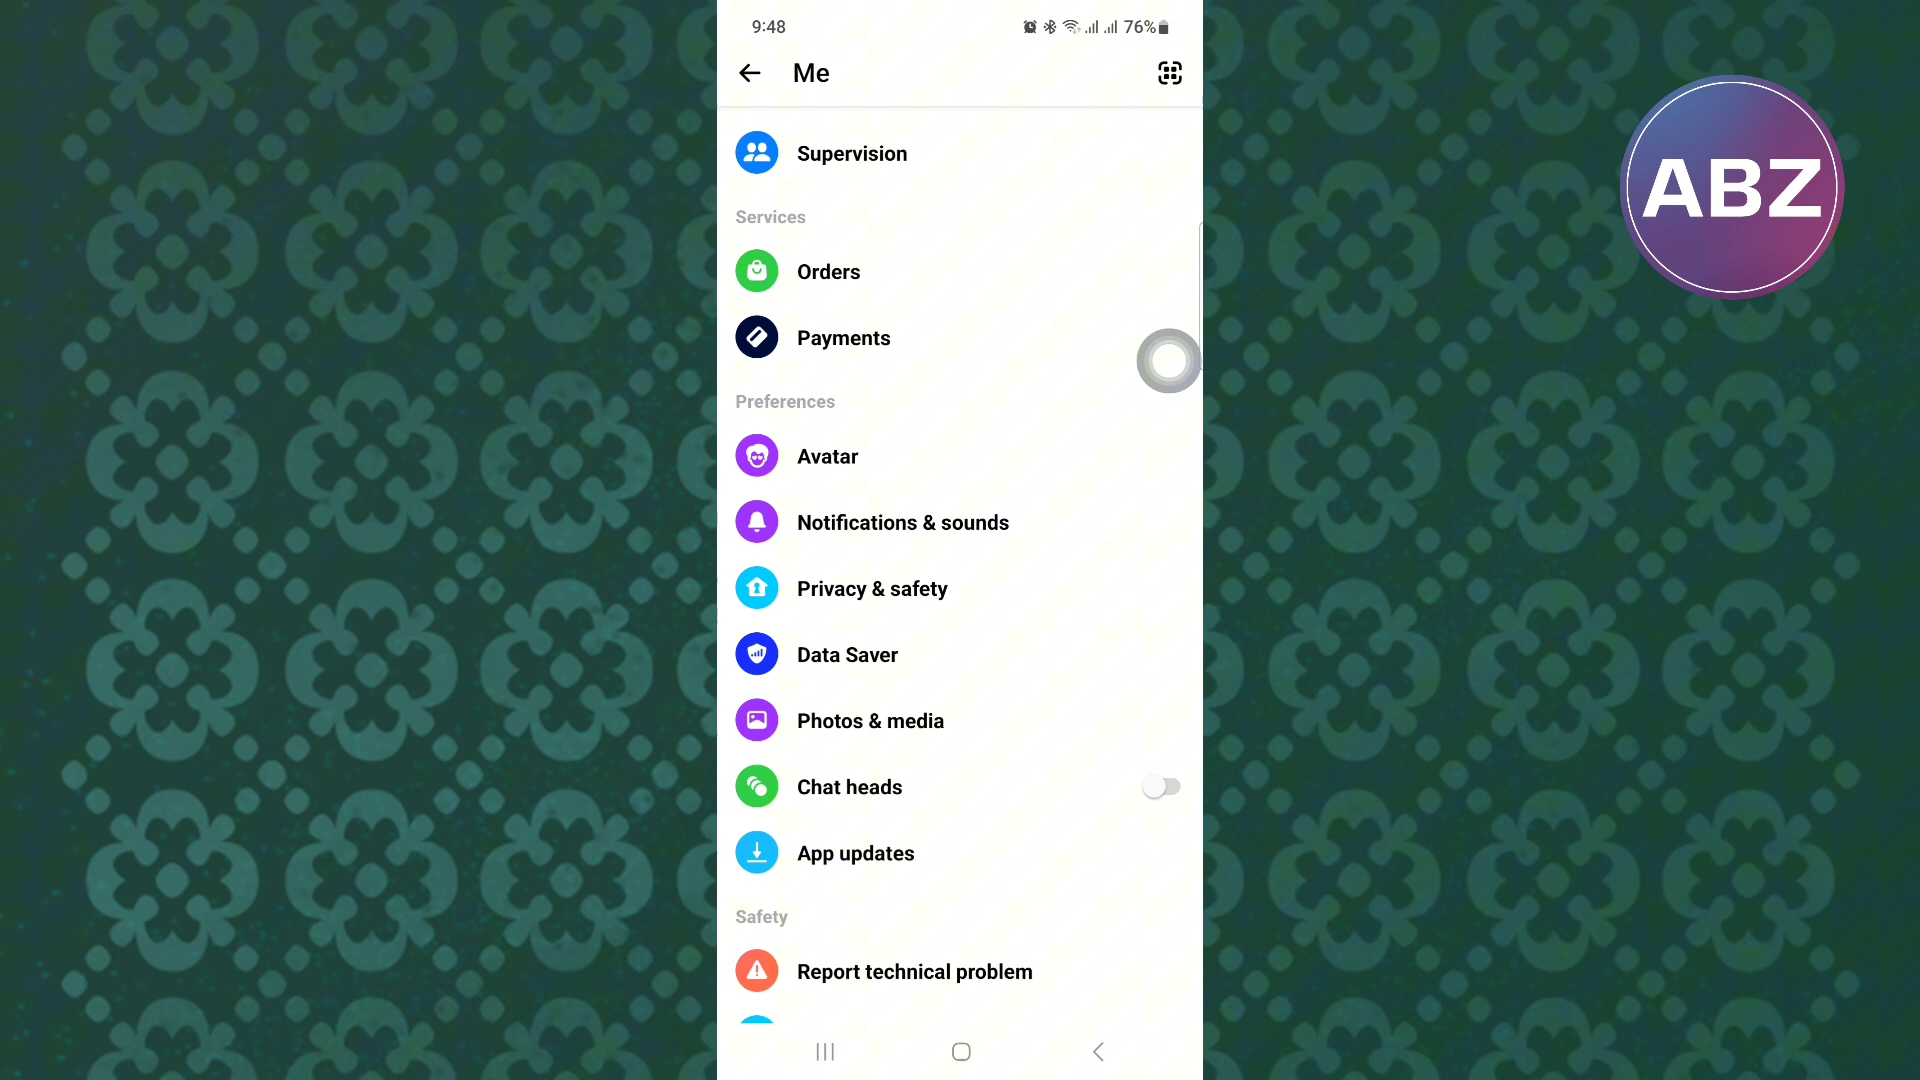 9:48
76%
Me
Supervision
Services
Orders
Payments
Preferences
Avatar
Notifications & sounds
Privacy & safety
Data Saver
Photos & media
Chat heads
App updates
Safety
Report technical problem
ABZ